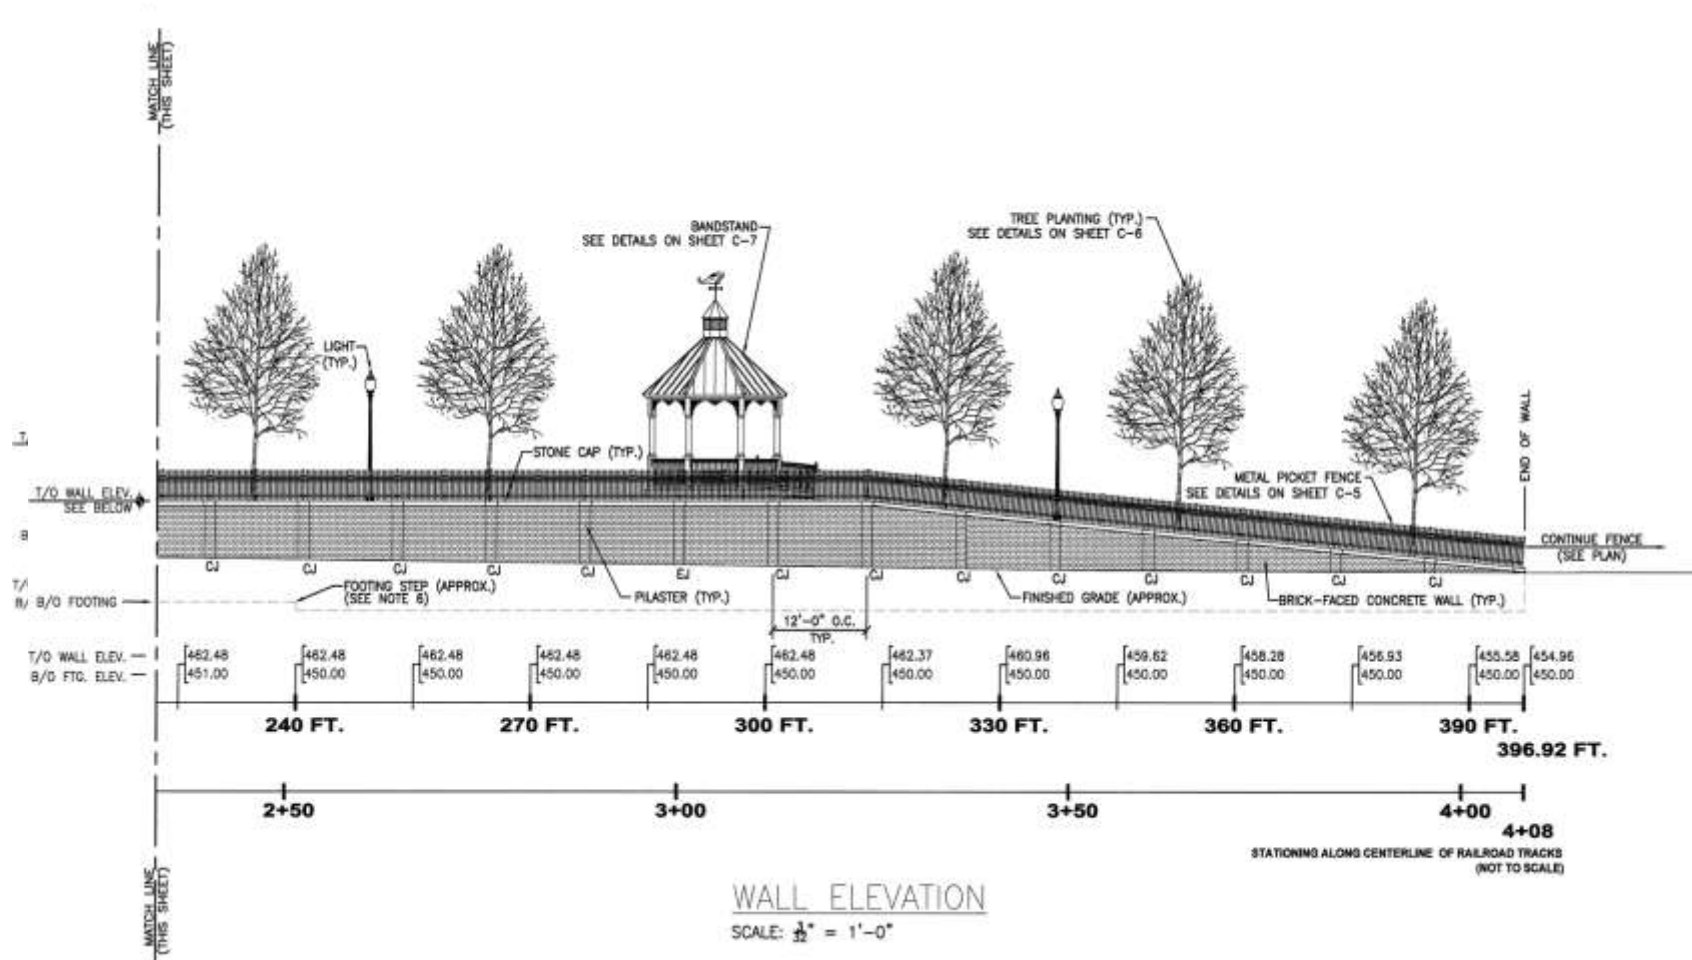 MATCH LINE
(THIS SHEET)
BANDSTAND
SEE DETAILS ON SHEET C-7
TREE PLANTING (TYP.)
SEE DETAILS ON SHEET C-6
LIGHT
(TYP.)
STONE CAP (TYP.)
METAL PICKET FENCE
SEE DETAILS ON SHEET C-5
END OF WALL
T/O WALL ELEV.
SEE BELOW
CONTINUE FENCE
(SEE PLAN)
CJ CJ CJ CJ CJ EJ CJ CJ CJ CJ CJ CJ CJ CJ
FOOTING STEP (APPROX.)
(SEE NOTE 6)
PILASTER (TYP.)
FINISHED GRADE (APPROX.)
BRICK-FACED CONCRETE WALL (TYP.)
B/O FOOTING
12'-0" O.C.
TYP.
T/O WALL ELEV. 462.48 462.48 462.48 462.48 462.48 462.48 462.37 460.96 459.62 458.28 456.93 455.58 454.96
B/O FTG. ELEV. 451.00 450.00 450.00 450.00 450.00 450.00 450.00 450.00 450.00 450.00 450.00 450.00 450.00
240 FT. 270 FT. 300 FT. 330 FT. 360 FT. 390 FT.
396.92 FT.
2+50 3+00 3+50 4+00
4+08
STATIONING ALONG CENTERLINE OF RAILROAD TRACKS
(NOT TO SCALE)
MATCH LINE
(THIS SHEET)
WALL ELEVATION
SCALE: 3/32" = 1'-0"